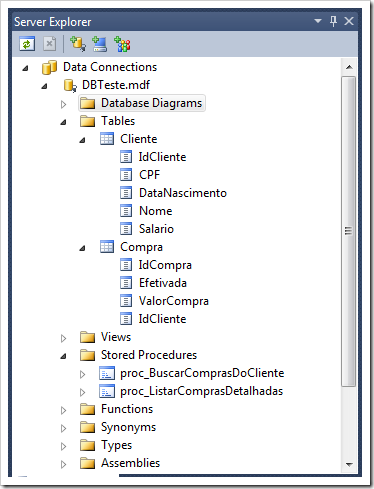 Server Explorer
Data Connections
DBTeste.mdf
Database Diagrams
Tables
Cliente
IdCliente
CPF
DataNascimento
Nome
Salario
Compra
IdCompra
Efetivada
ValorCompra
IdCliente
Views
Stored Procedures
proc_BuscarComprasDoCliente
proc_ListarComprasDetalhadas
Functions
Synonyms
Types
Assemblies